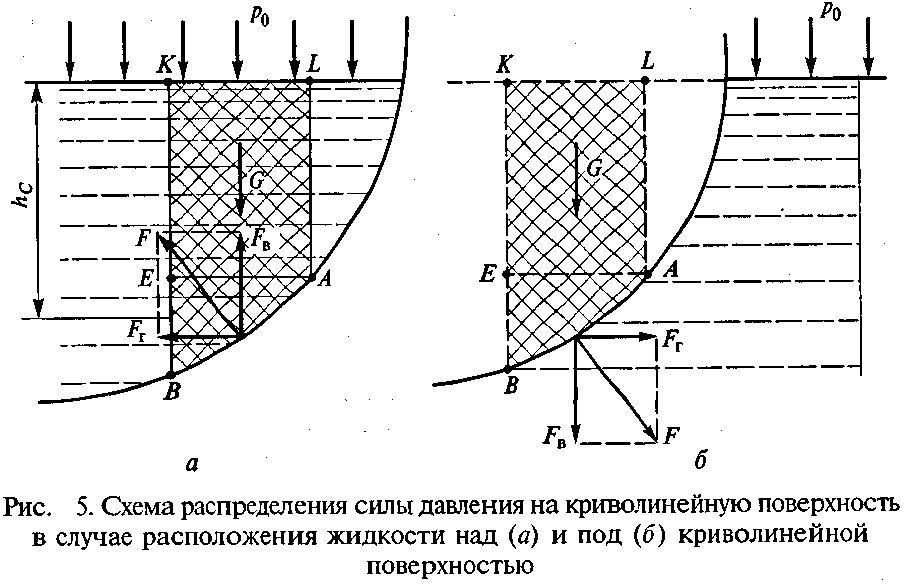 p0 p0
K L K L
hC
G G
F Fв
E A E A
Fг Fг
B B
Fв F
а б
Рис. 5. Схема распределения силы давления на криволинейную поверхность
в случае расположения жидкости над (а) и под (б) криволинейной
поверхностью